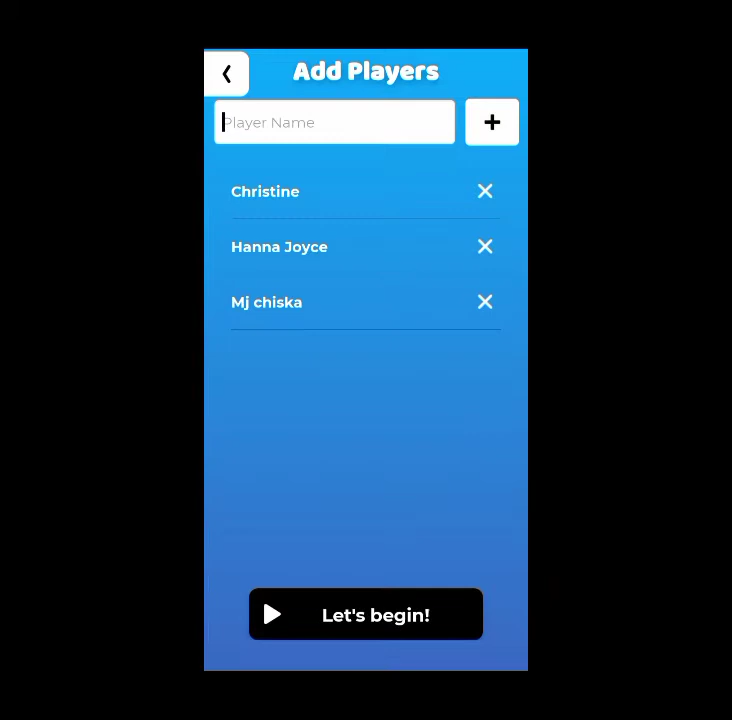 Add Players
Player Name
Christine
Hanna Joyce
Mj chiska
Let's begin!